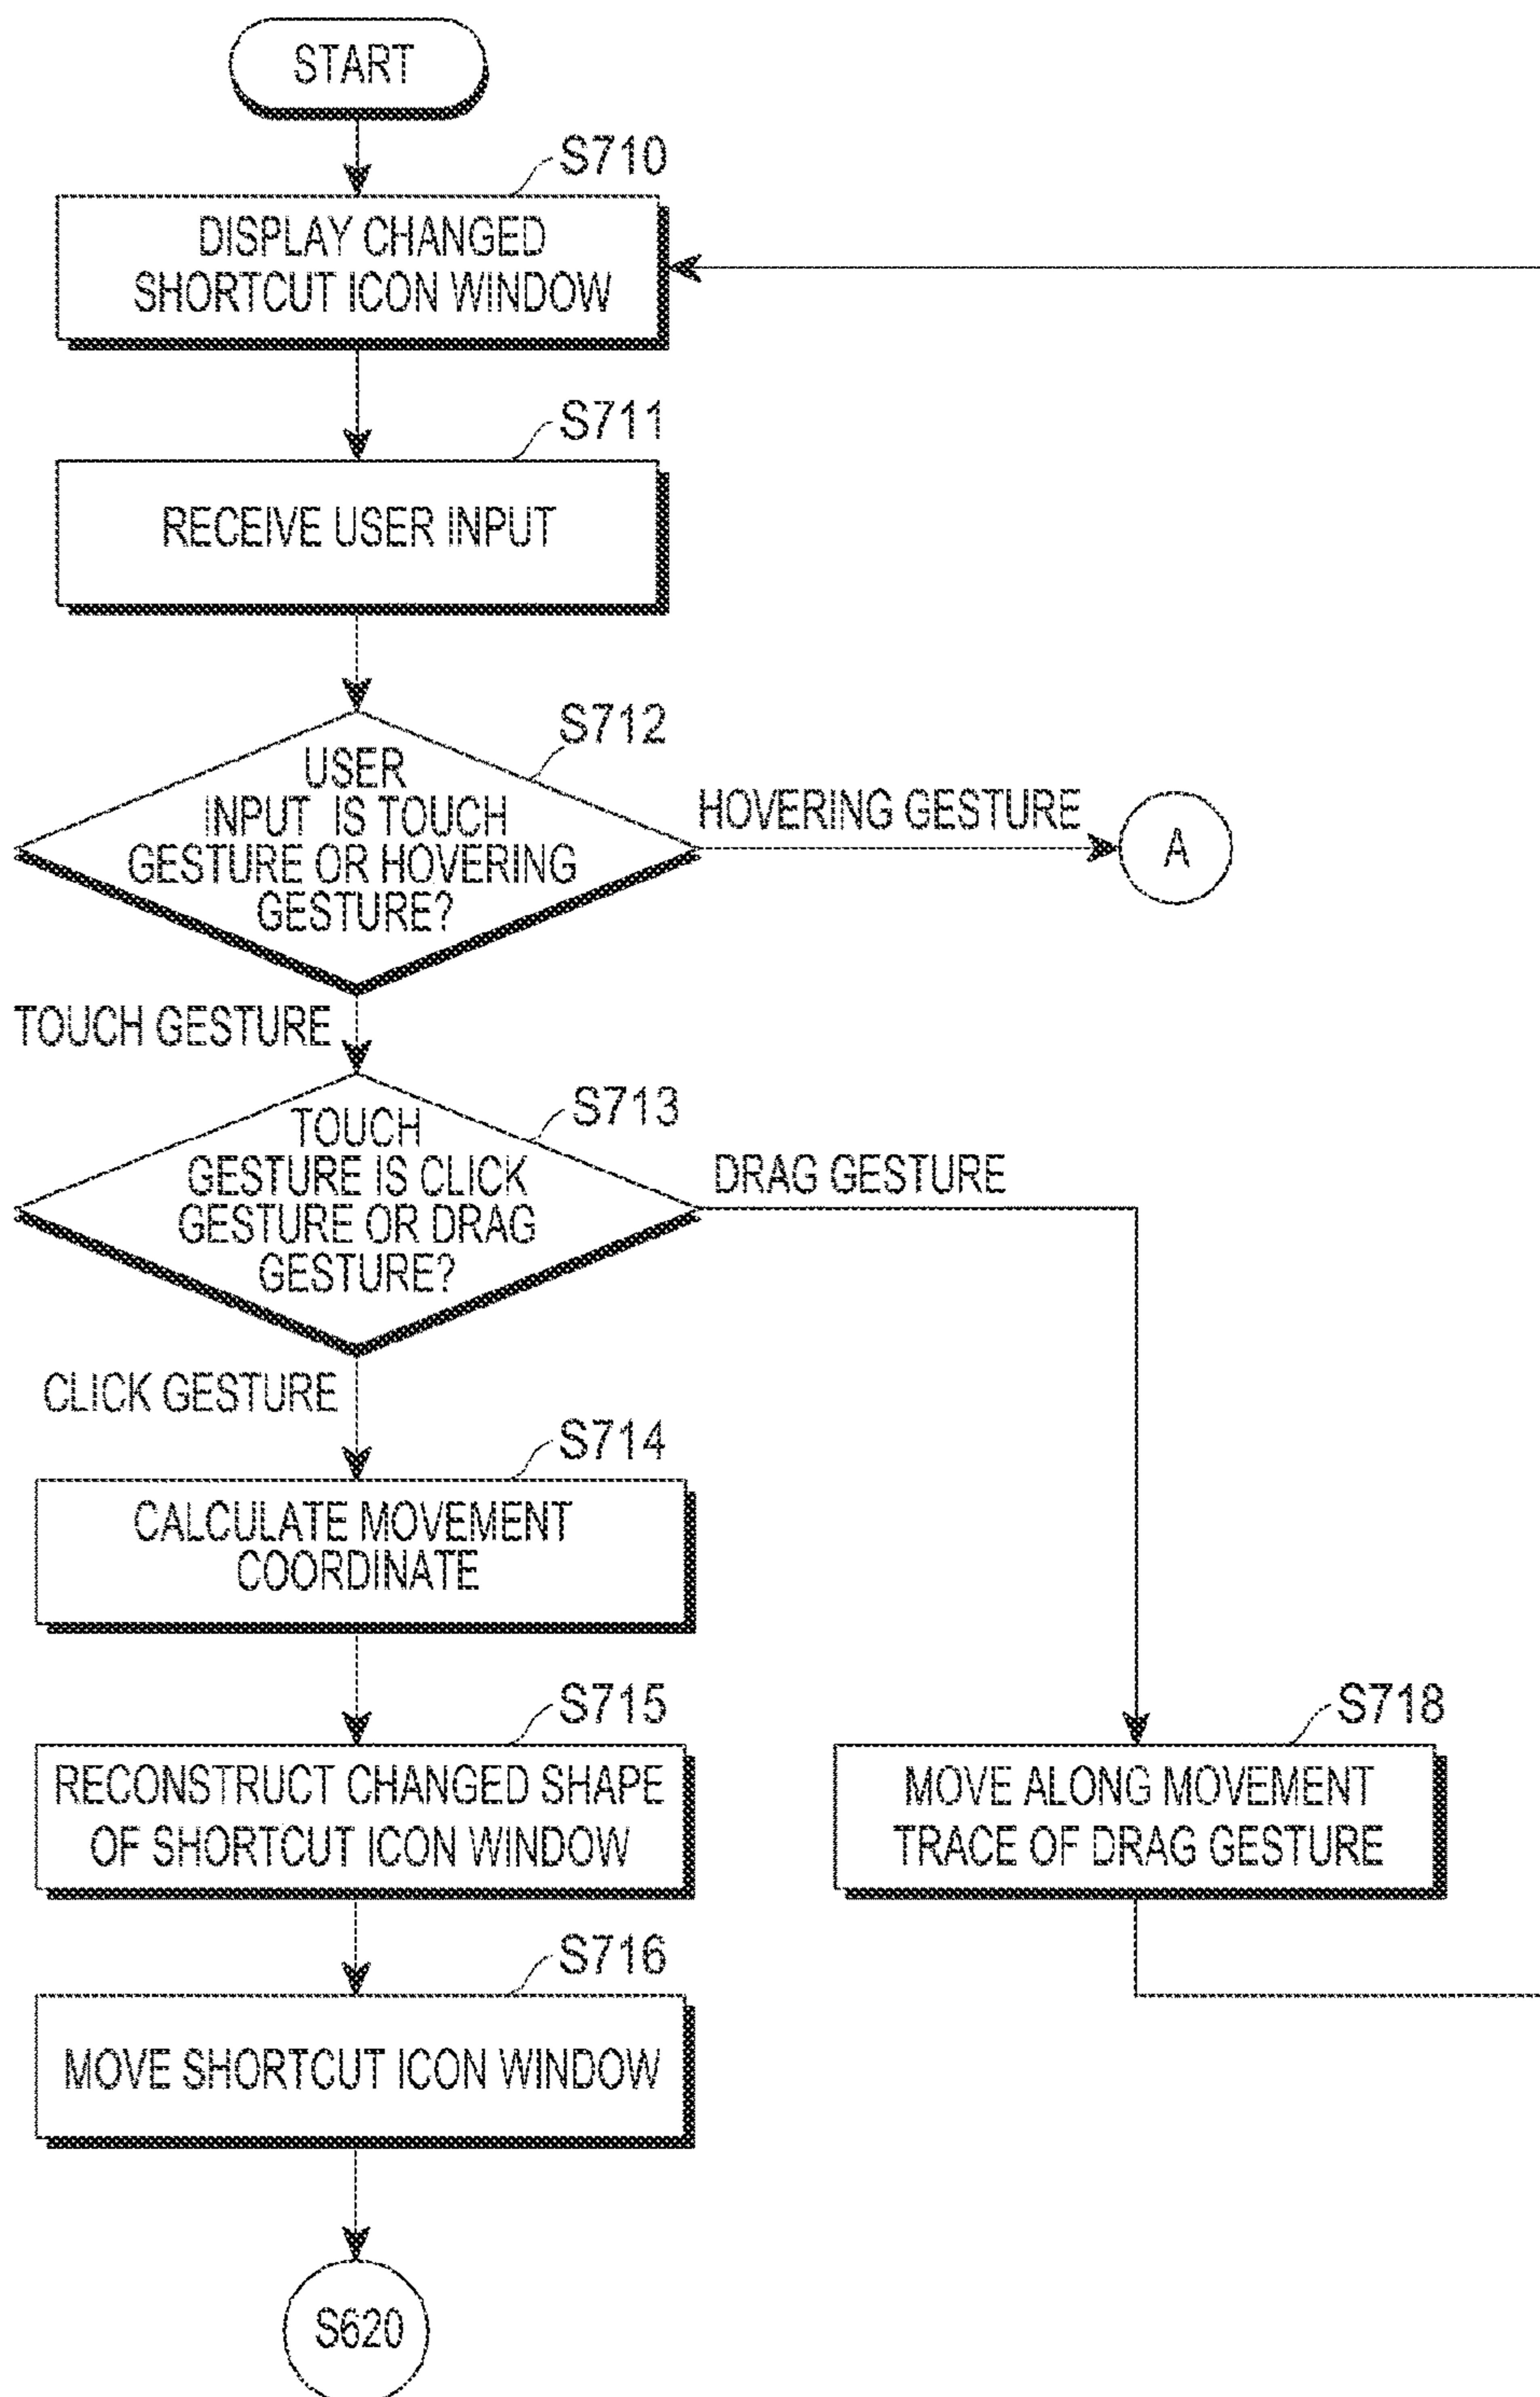 START
S710
DISPLAY CHANGED
SHORTCUT ICON WINDOW
S711
RECEIVE USER INPUT
S712
USER
INPUT IS TOUCH
GESTURE OR HOVERING
GESTURE?
HOVERING GESTURE
A
TOUCH GESTURE
S713
TOUCH
GESTURE IS CLICK
GESTURE OR DRAG
GESTURE?
DRAG GESTURE
CLICK GESTURE
S714
CALCULATE MOVEMENT
COORDINATE
S715
RECONSTRUCT CHANGED SHAPE
OF SHORTCUT ICON WINDOW
S718
MOVE ALONG MOVEMENT
TRACE OF DRAG GESTURE
S716
MOVE SHORTCUT ICON WINDOW
S620